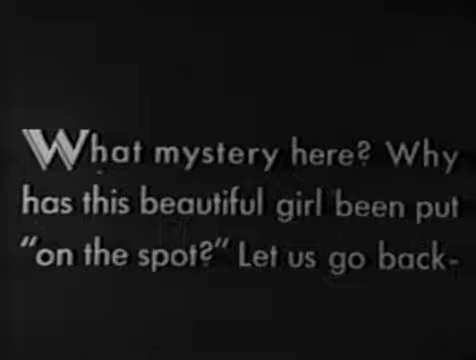 What mystery here? Why
has this beautiful girl been put
"on the spot?" Let us go back-